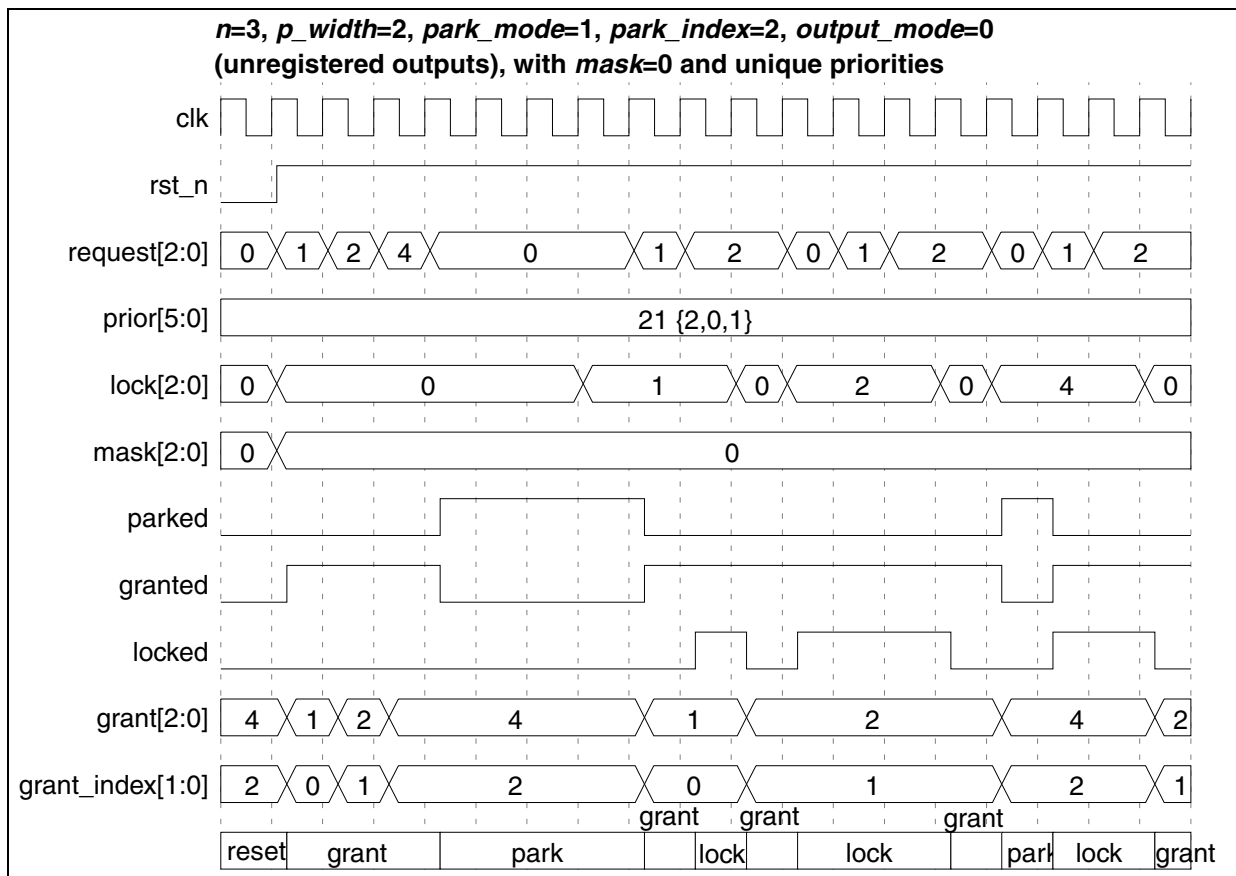 n=3, p_width=2, park_mode=1, park_index=2, output_mode=0
(unregistered outputs), with mask=0 and unique priorities
clk
rst_n
request[2:0] 0 1 2 4 0 1 2 0 1 2 0 1 2
prior[5:0] 21 {2,0,1}
lock[2:0] 0 0 1 0 2 0 4 0
mask[2:0] 0 0
parked
granted
locked
grant[2:0] 4 1 2 4 1 2 4 2
grant_index[1:0] 2 0 1 2 0 1 2 1
grant grant grant
reset grant park lock lock park lock grant